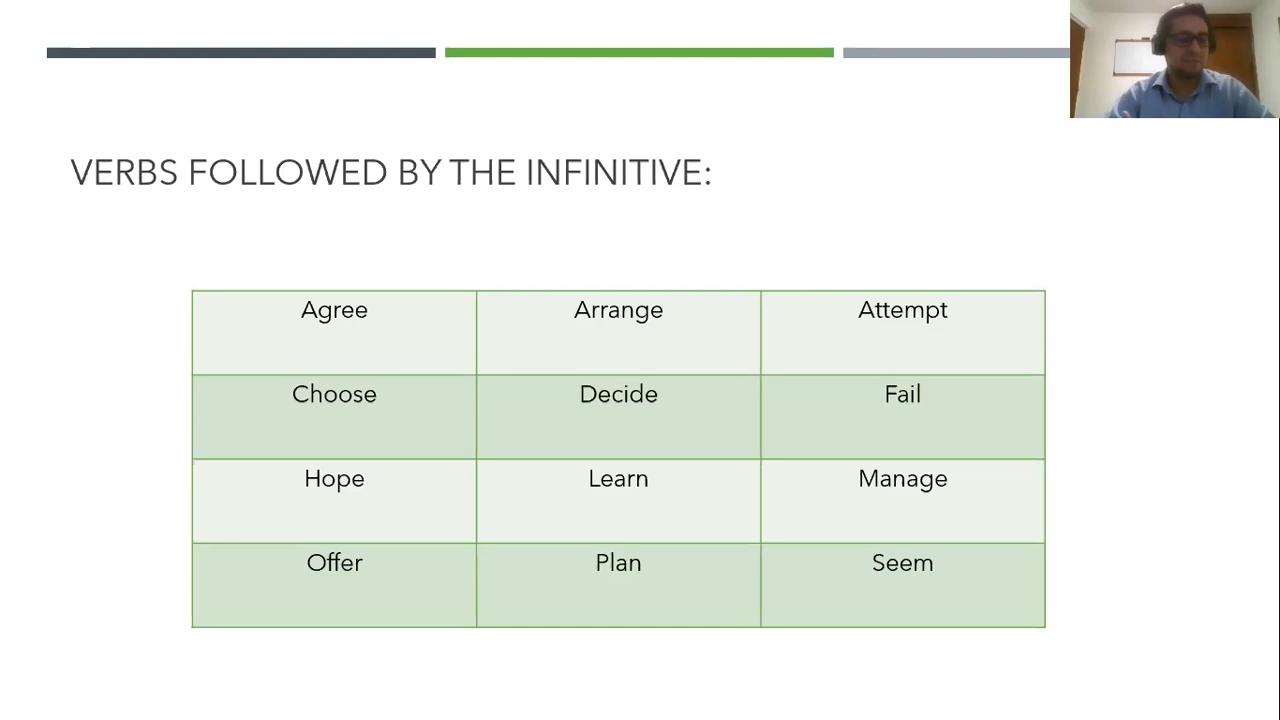 VERBS FOLLOWED BY THE INFINITIVE:
Agree Arrange Attempt
Choose Decide Fail
Hope Learn Manage
Offer Plan Seem